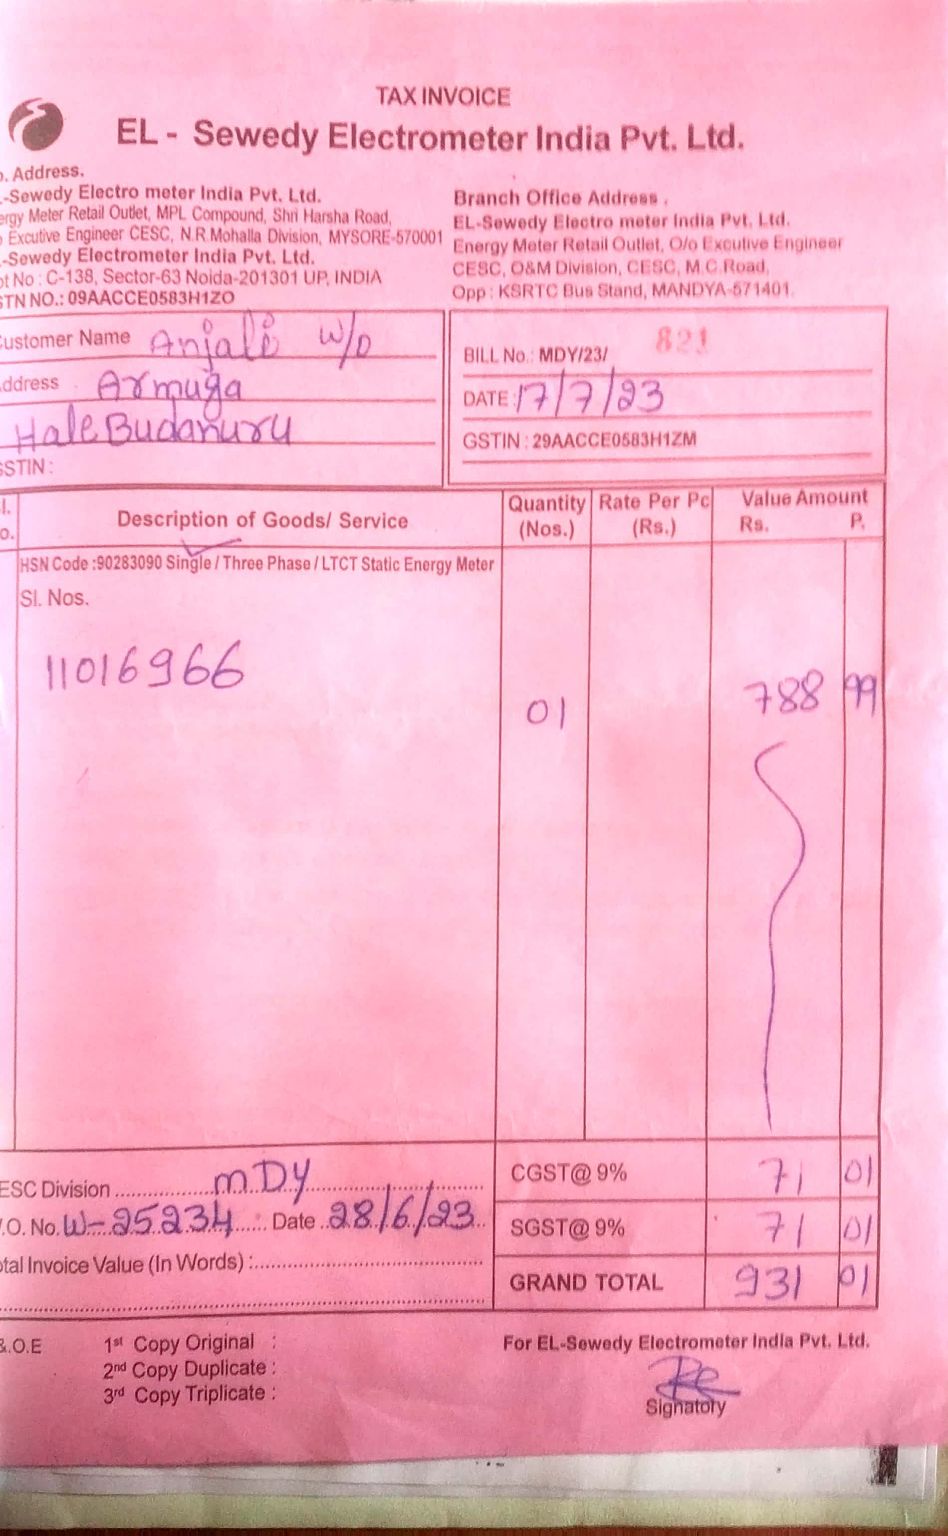 TAX INVOICE
EL - Sewedy Electrometer India Pvt. Ltd.
. Address.
-Sewedy Electro meter India Pvt. Ltd.
ergy Meter Retail Outlet, MPL Compound, Shri Harsha Road,
Excutive Engineer CESC, N.R.Mohalla Division, MYSORE-570001
-Sewedy Electrometer India Pvt. Ltd.
ot No : C-138, Sector-63 Noida-201301 UP, INDIA
STN NO.: 09AACCE0583H1ZO
Branch Office Address .
EL-Sewedy Electro meter India Pvt. Ltd.
Energy Meter Retail Outlet, O/o Excutive Engineer
CESC, O&M Division, CESC, M.C.Road,
Opp : KSRTC Bus Stand, MANDYA-571401.
ustomer Name Anjali W/O
ddress Armuga
Hale Budanuru
GSTIN :
BILL No.: MDY/23/ 821
DATE : 17/7/23
GSTIN : 29AACCE0583H1ZM
l. Description of Goods/ Service Quantity Rate Per Pc Value Amount
o. (Nos.) (Rs.) Rs. P.
HSN Code :90283090 Single / Three Phase / LTCT Static Energy Meter
Sl. Nos.
11016966
01 788 99
ESC Division MDY
.O. No. W-25234 Date 28/6/23
tal Invoice Value (In Words) :
CGST@ 9% 71 01
SGST@ 9% 71 01
GRAND TOTAL 931 01
&.O.E
1st Copy Original :
2nd Copy Duplicate :
3rd Copy Triplicate :
For EL-Sewedy Electrometer India Pvt. Ltd.
Signatory